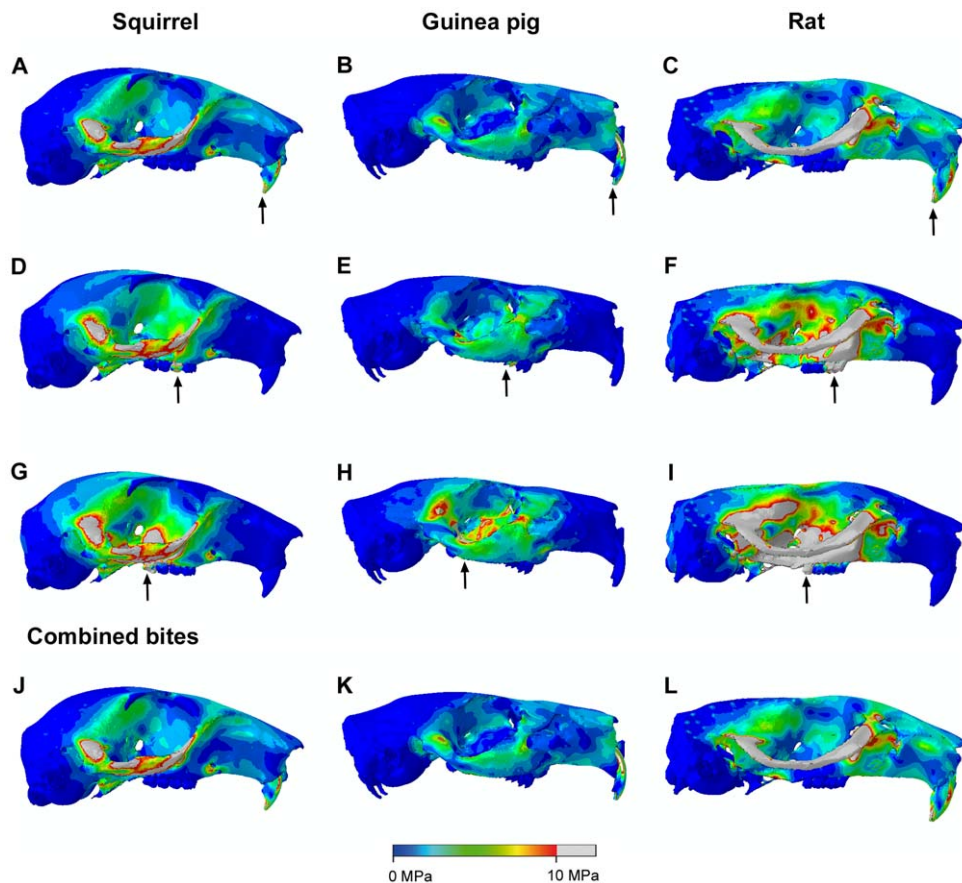 Squirrel Guinea pig Rat
A B C
D E F
G H I
Combined bites
J K L
0 MPa 10 MPa